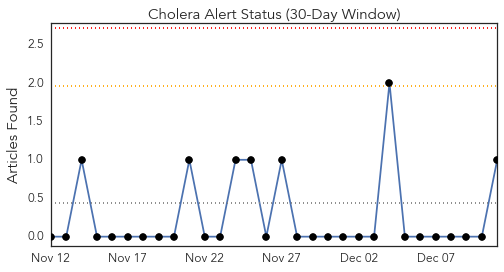 Cholera Alert Status (30-Day Window)
Articles Found
2.5
2.0
1.5
1.0
0.5
0.0
Nov 12 Nov 17 Nov 22 Nov 27 Dec 02 Dec 07